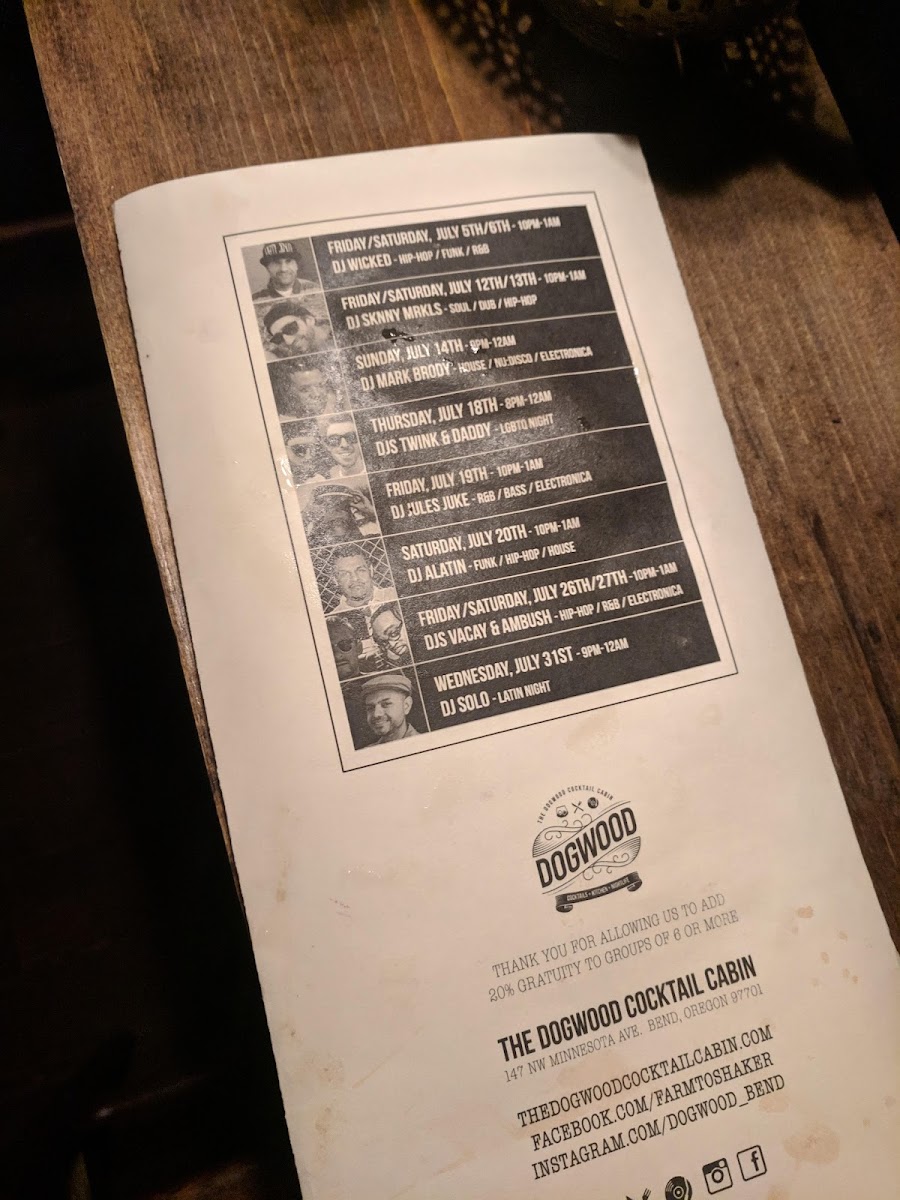 FRIDAY/SATURDAY, JULY 5TH/6TH - 10PM-1AM
DJ WICKED - HIP-HOP / FUNK / R&B
FRIDAY/SATURDAY, JULY 12TH/13TH - 10PM-1AM
DJ SKNNY MRKLS - SOUL / DUB / HIP-HOP
SUNDAY, JULY 14TH - 9PM-12AM
DJ MARK BRODY - HOUSE / NU-DISCO / ELECTRONICA
THURSDAY, JULY 18TH - 8PM-12AM
DJS TWINK & DADDY - LGBTQ NIGHT
FRIDAY, JULY 19TH - 10PM-1AM
DJ JULES JUKE - R&B / BASS / ELECTRONICA
SATURDAY, JULY 20TH - 10PM-1AM
DJ ALATIN - FUNK / HIP-HOP / HOUSE
FRIDAY/SATURDAY, JULY 26TH/27TH - 10PM-1AM
DJS VACAY & AMBUSH - HIP-HOP / R&B / ELECTRONICA
WEDNESDAY, JULY 31ST - 9PM-12AM
DJ SOLO - LATIN NIGHT
THE DOGWOOD COCKTAIL CABIN
DOGWOOD
COCKTAILS • KITCHEN • NIGHTLIFE
THANK YOU FOR ALLOWING US TO ADD
20% GRATUITY TO GROUPS OF 6 OR MORE
THE DOGWOOD COCKTAIL CABIN
147 NW MINNESOTA AVE. BEND, OREGON 97701
THEDOGWOODCOCKTAILCABIN.COM
FACEBOOK.COM/FARMTOSHAKER
INSTAGRAM.COM/DOGWOOD_BEND